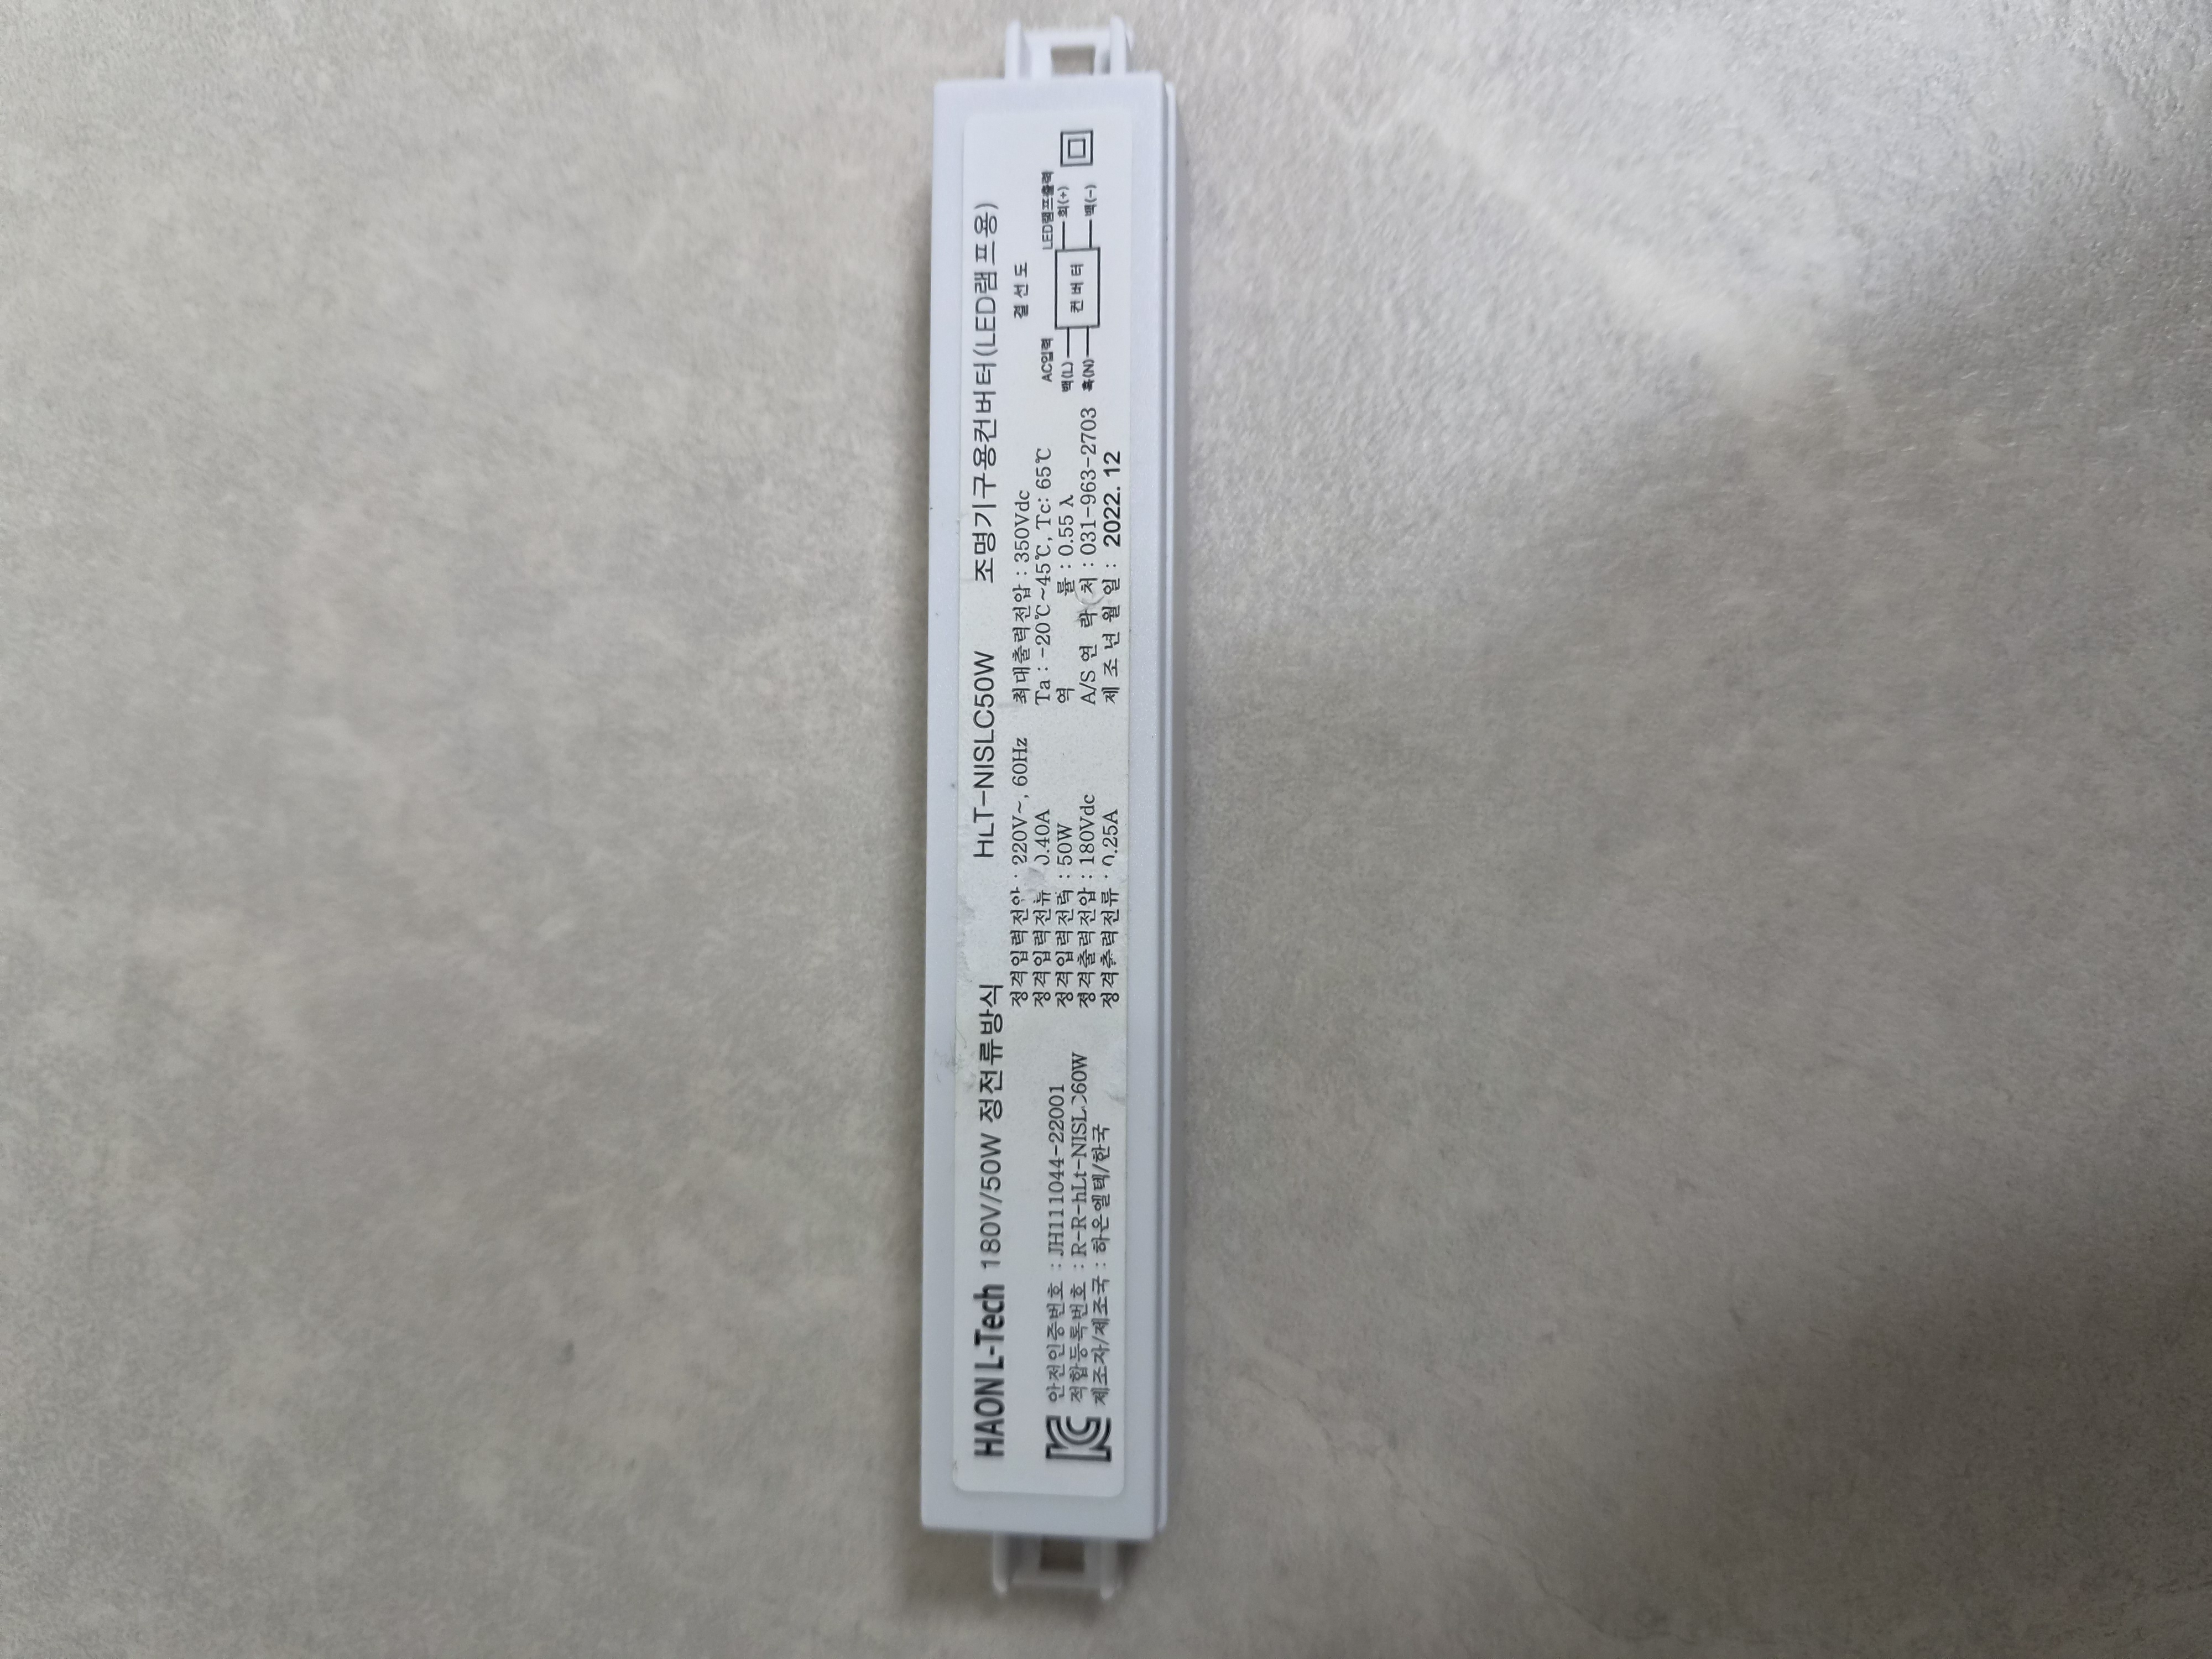 HAON L-Tech 180V/50W 정전류방식 HLT-NISLC50W 조명기구용컨버터(LED램프용)
안전인증번호 : JH111044-22001
적합등록번호 : R-R-hLt-NISLC60W
제조자/제조국 : 하온엘텍/한국
정격입력전압 : 220V~, 60Hz
정격입력전류 0.40A
정격입력전력 : 50W
정격출력전압 : 180Vdc
정격출력전류 : 0.25A
최대출력전압 : 350Vdc
Ta : -20℃~45℃, Tc: 65℃
역 률 : 0.55 λ
A/S 연 락 처 : 031-963-2703
제 조 년 월 일 : 2022. 12
결 선 도
AC입력 LED램프출력
백(L) 컨버터 회(+)
흑(N) 백(-)